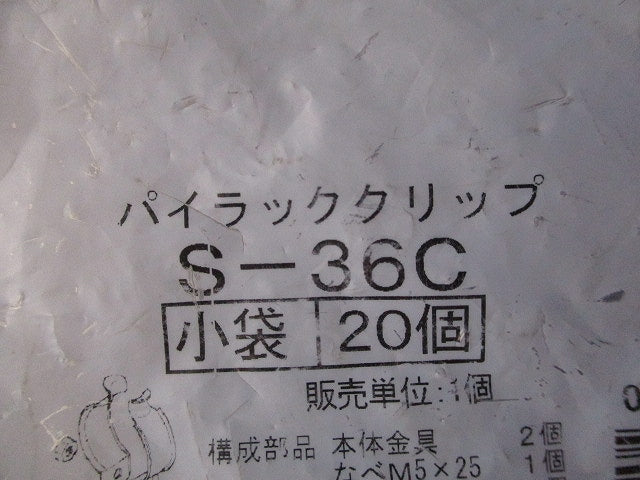 パイラッククリップ
S-36C
小袋 20個
販売単位:1個
構成部品 本体金具 2個
なべM5×25 1個
0